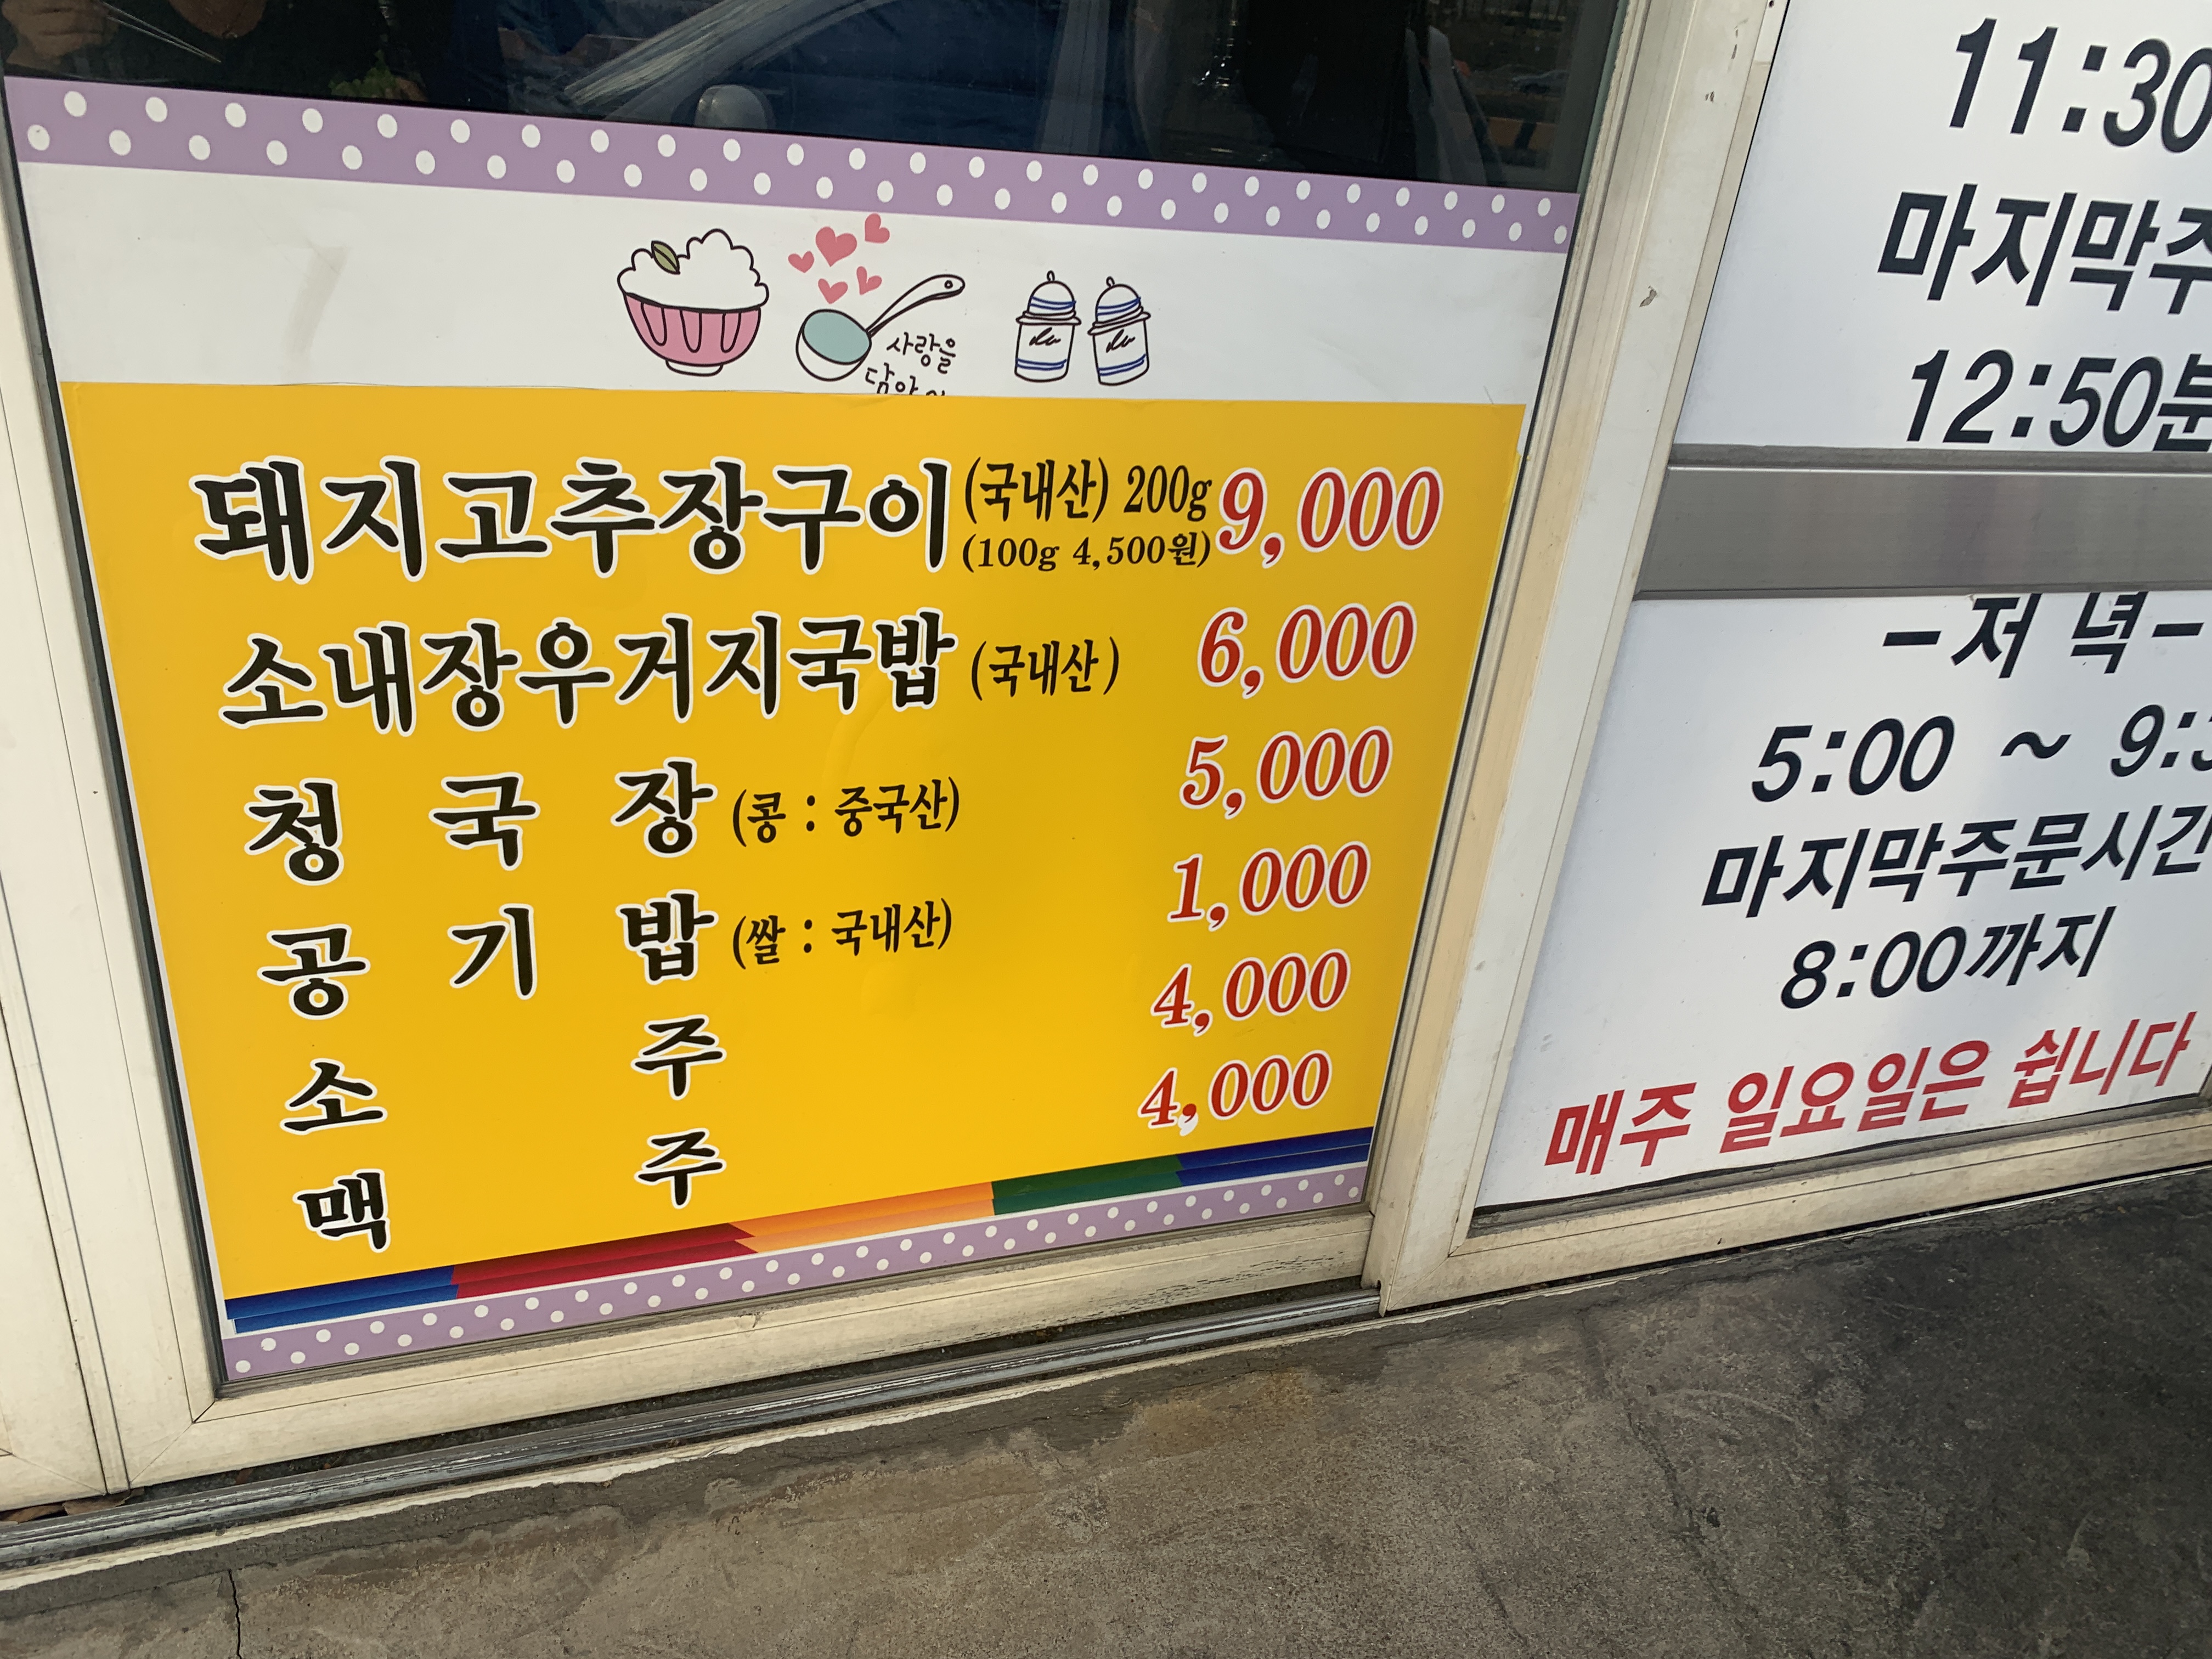 사랑을
돼지고추장구이 (국내산) 200g 9,000
(100g 4,500원)
소내장우거지국밥 (국내산) 6,000
청국장 (콩 : 중국산) 5,000
공기밥 (쌀 : 국내산) 1,000
소주 4,000
맥주 4,000
11:30
마지막주
12:50분
-저녁-
5:00 ~ 9:3
마지막주문시간
8:00까지
매주 일요일은 쉽니다